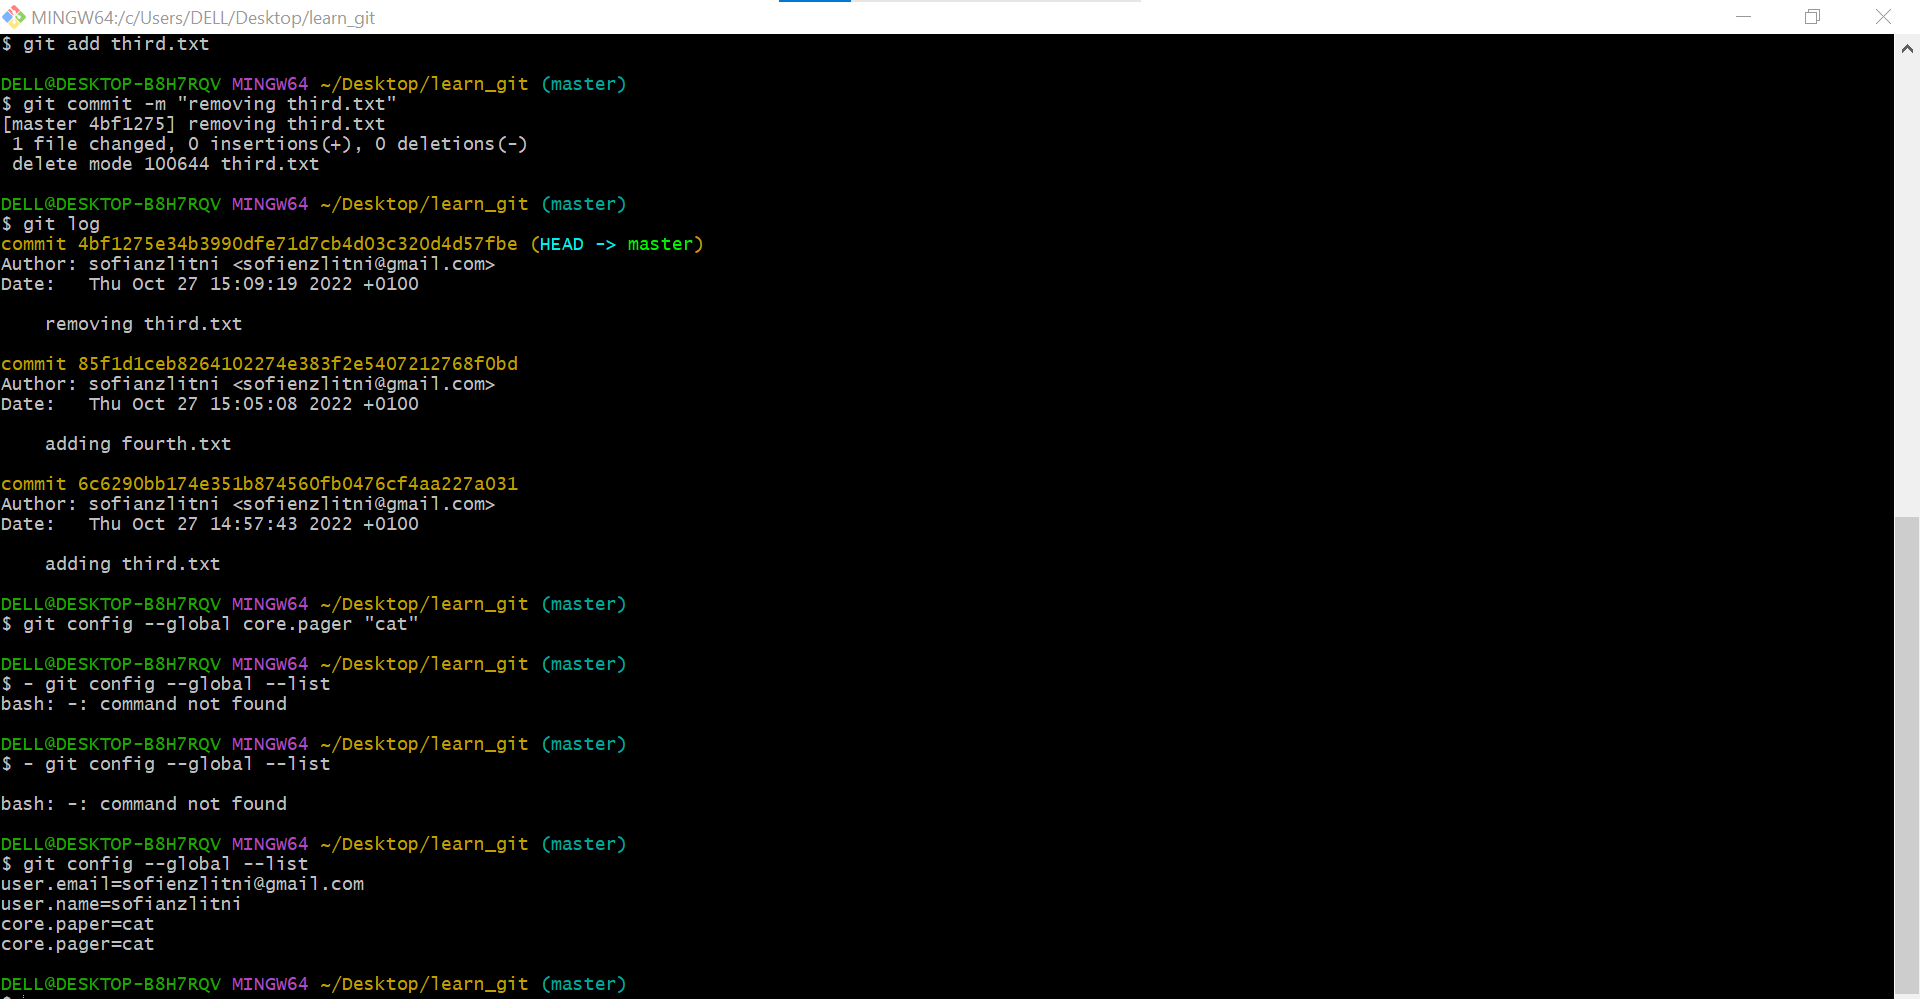 MINGW64:/c/Users/DELL/Desktop/learn_git
$ git add third.txt
DELL@DESKTOP-B8H7RQV MINGW64 ~/Desktop/learn_git (master)
$ git commit -m "removing third.txt"
[master 4bf1275] removing third.txt
 1 file changed, 0 insertions(+), 0 deletions(-)
 delete mode 100644 third.txt
DELL@DESKTOP-B8H7RQV MINGW64 ~/Desktop/learn_git (master)
$ git log
commit 4bf1275e34b3990dfe71d7cb4d03c320d4d57fbe (HEAD -> master)
Author: sofianzlitni <sofienzlitni@gmail.com>
Date:   Thu Oct 27 15:09:19 2022 +0100
    removing third.txt
commit 85f1d1ceb8264102274e383f2e5407212768f0bd
Author: sofianzlitni <sofienzlitni@gmail.com>
Date:   Thu Oct 27 15:05:08 2022 +0100
    adding fourth.txt
commit 6c6290bb174e351b874560fb0476cf4aa227a031
Author: sofianzlitni <sofienzlitni@gmail.com>
Date:   Thu Oct 27 14:57:43 2022 +0100
    adding third.txt
DELL@DESKTOP-B8H7RQV MINGW64 ~/Desktop/learn_git (master)
$ git config --global core.pager "cat"
DELL@DESKTOP-B8H7RQV MINGW64 ~/Desktop/learn_git (master)
$ - git config --global --list
bash: -: command not found
DELL@DESKTOP-B8H7RQV MINGW64 ~/Desktop/learn_git (master)
$ - git config --global --list
bash: -: command not found
DELL@DESKTOP-B8H7RQV MINGW64 ~/Desktop/learn_git (master)
$ git config --global --list
user.email=sofienzlitni@gmail.com
user.name=sofianzlitni
core.paper=cat
core.pager=cat
DELL@DESKTOP-B8H7RQV MINGW64 ~/Desktop/learn_git (master)